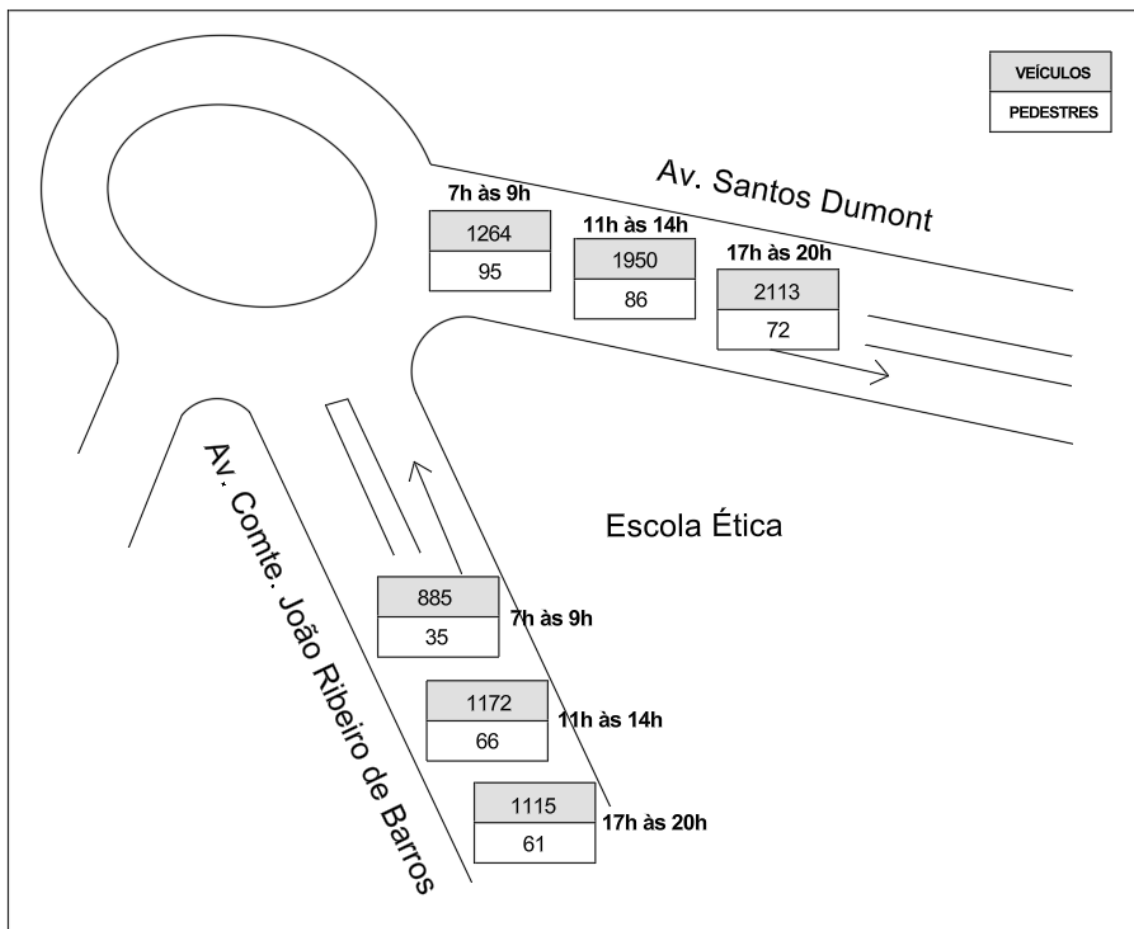 VEÍCULOS
PEDESTRES
Av. Santos Dumont
7h às 9h
1264
95
11h às 14h
1950
86
17h às 20h
2113
72
Escola Ética
Av. Comte. João Ribeiro de Barros
885
35
7h às 9h
1172
66
11h às 14h
1115
61
17h às 20h